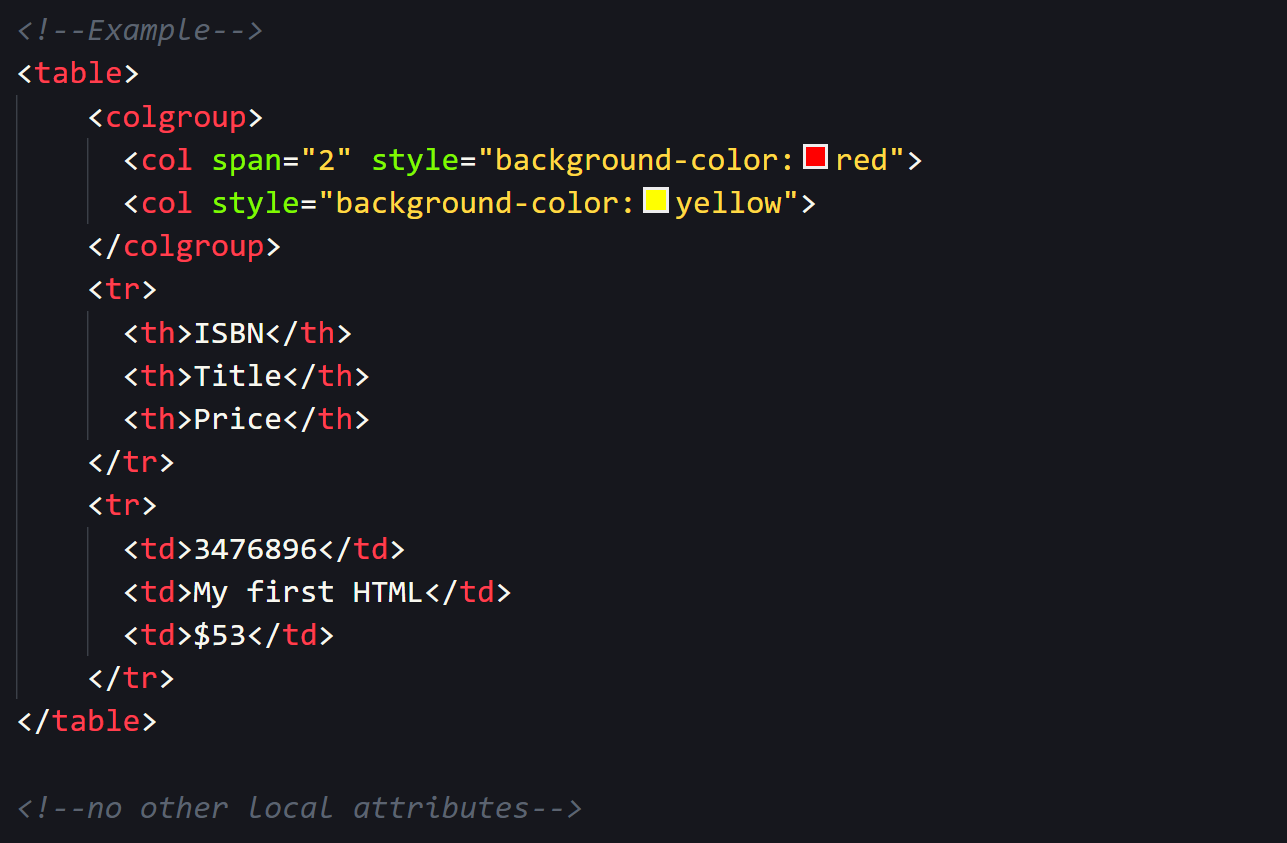 <!--Example-->
<table>
<colgroup>
<col span="2" style="background-color:red">
<col style="background-color:yellow">
</colgroup>
<tr>
<th>ISBN</th>
<th>Title</th>
<th>Price</th>
</tr>
<tr>
<td>3476896</td>
<td>My first HTML</td>
<td>$53</td>
</tr>
</table>
<!--no other local attributes-->